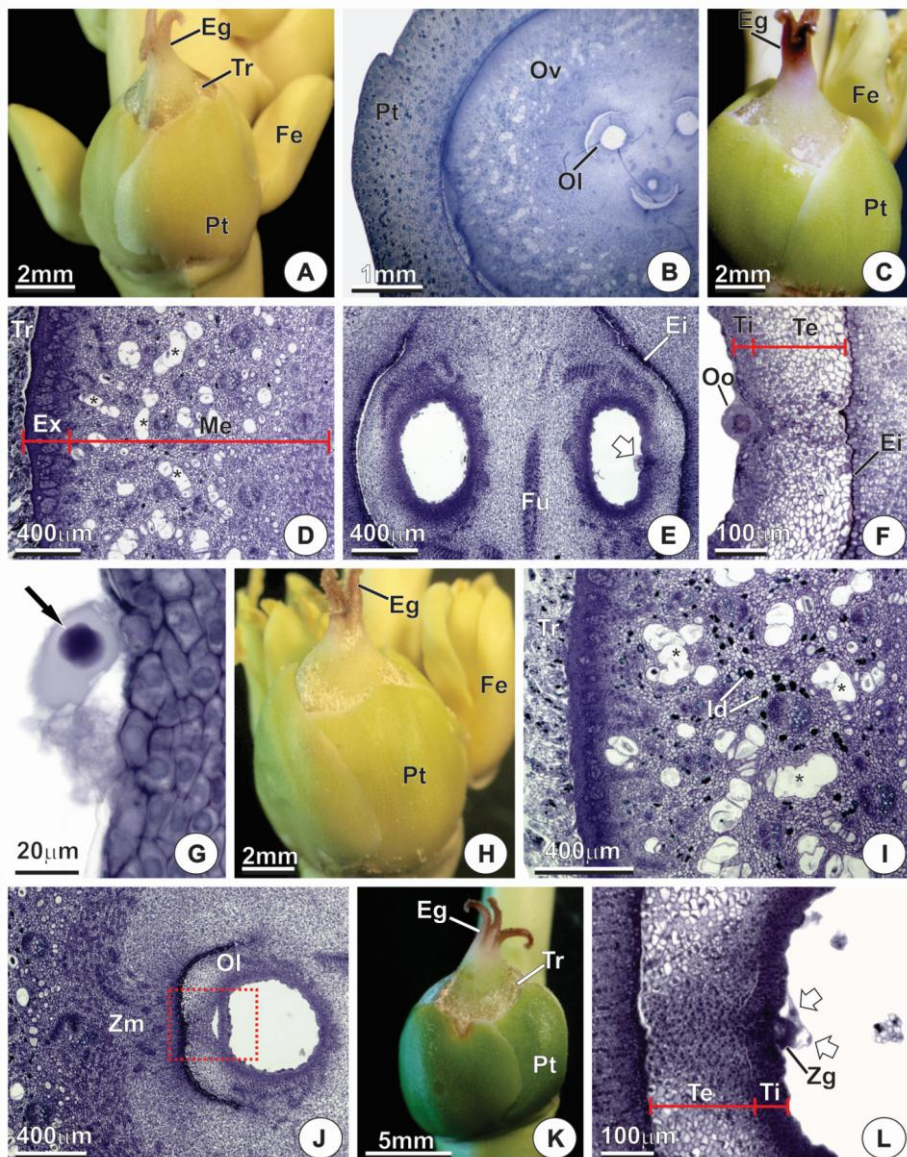 Eg
Tr
Fe
Pt
2mm
A
Pt
Ov
Ol
1mm
B
Eg
Fe
Pt
2mm
C
Tr
Ex
Me
*
*
*
*
400µm
D
Ei
Fu
400µm
E
Ti
Te
Oo
Ei
100µm
F
20µm
G
Eg
Fe
Pt
2mm
H
Tr
*
*
Id
*
400µm
I
Ol
Zm
400µm
J
Eg
Tr
Pt
5mm
K
Zg
Te
Ti
100µm
L